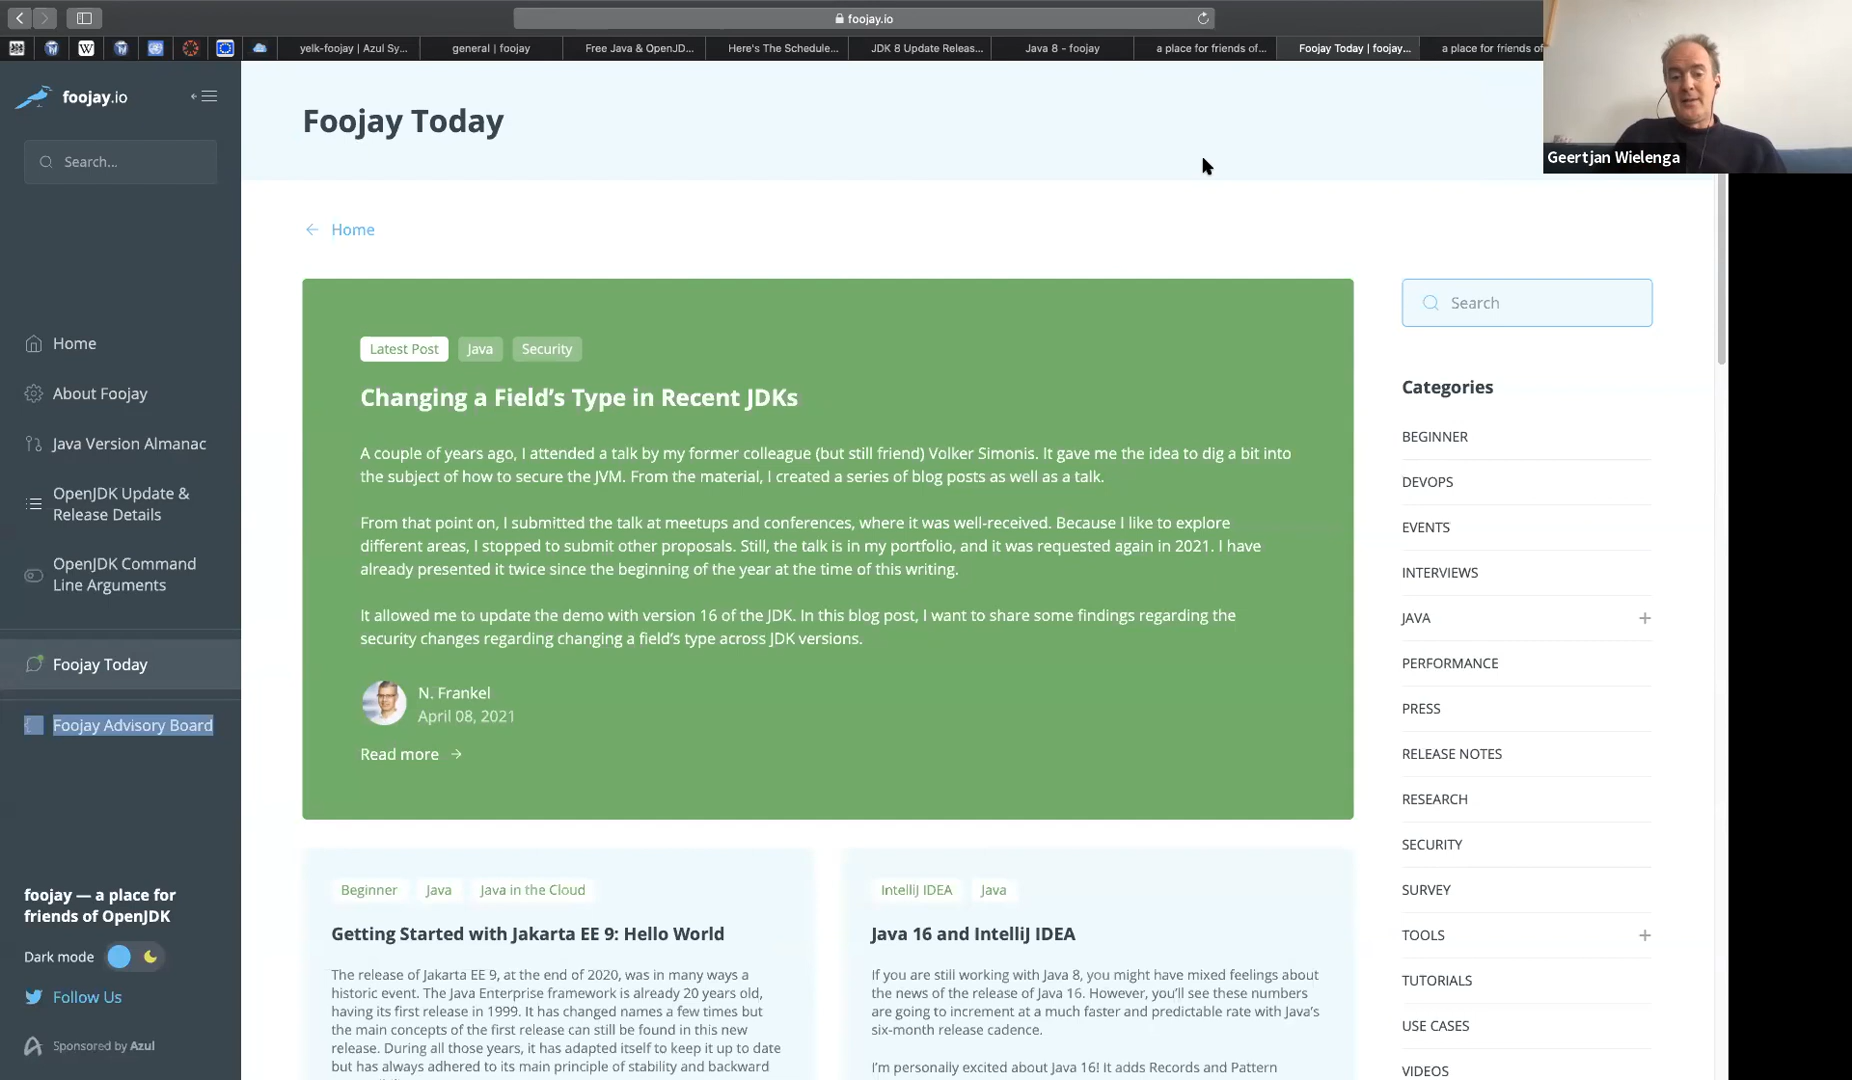 foojay.io
yelk-foojay | Azul Sy...
general | foojay
Free Java & OpenJD...
Here's The Schedule...
JDK 8 Update Releas...
Java 8 - foojay
a place for friends of...
Foojay Today | foojay...
a place for friends of
Geertjan Wielenga
foojay.io
Search...
Home
About Foojay
Java Version Almanac
OpenJDK Update &
Release Details
OpenJDK Command
Line Arguments
Foojay Today
Foojay Advisory Board
foojay — a place for
friends of OpenJDK
Dark mode
Follow Us
Sponsored by Azul
Foojay Today
← Home
Latest Post
Java
Security
Changing a Field’s Type in Recent JDKs
A couple of years ago, I attended a talk by my former colleague (but still friend) Volker Simonis. It gave me the idea to dig a bit into
the subject of how to secure the JVM. From the material, I created a series of blog posts as well as a talk.
From that point on, I submitted the talk at meetups and conferences, where it was well-received. Because I like to explore
different areas, I stopped to submit other proposals. Still, the talk is in my portfolio, and it was requested again in 2021. I have
already presented it twice since the beginning of the year at the time of this writing.
It allowed me to update the demo with version 16 of the JDK. In this blog post, I want to share some findings regarding the
security changes regarding changing a field’s type across JDK versions.
N. Frankel
April 08, 2021
Read more →
Beginner
Java
Java in the Cloud
Getting Started with Jakarta EE 9: Hello World
The release of Jakarta EE 9, at the end of 2020, was in many ways a
historic event. The Java Enterprise framework is already 20 years old,
having its first release in 1999. It has changed names a few times but
the main concepts of the first release can still be found in this new
release. During all those years, it has adapted itself to keep it up to date
but has always adhered to its main principle of stability and backward
IntelliJ IDEA
Java
Java 16 and IntelliJ IDEA
If you are still working with Java 8, you might have mixed feelings about
the news of the release of Java 16. However, you’ll see these numbers
are going to increment at a much faster and predictable rate with Java’s
six-month release cadence.
I’m personally excited about Java 16! It adds Records and Pattern
Search
Categories
BEGINNER
DEVOPS
EVENTS
INTERVIEWS
JAVA +
PERFORMANCE
PRESS
RELEASE NOTES
RESEARCH
SECURITY
SURVEY
TOOLS +
TUTORIALS
USE CASES
VIDEOS